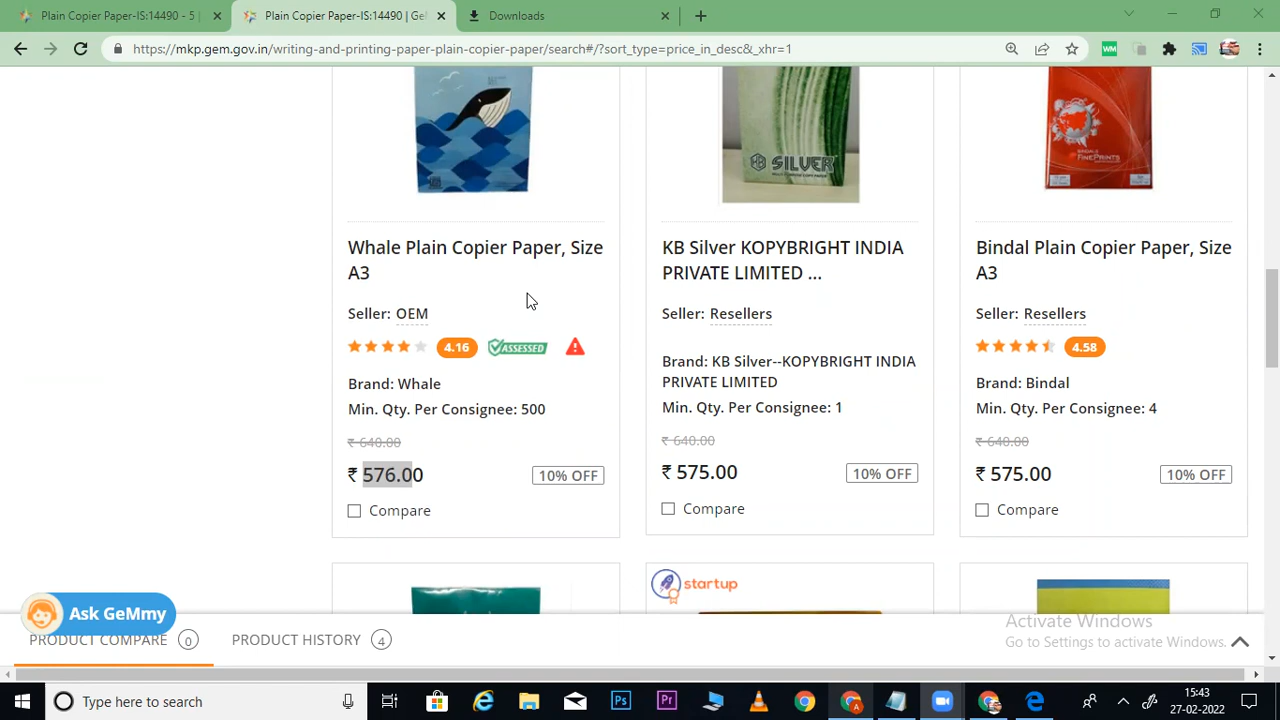 Plain Copier Paper-IS:14490 - 5
Plain Copier Paper-IS:14490 | Ge
Downloads
https://mkp.gem.gov.in/writing-and-printing-paper-plain-copier-paper/search#/?sort_type=price_in_desc&_xhr=1
WM
SILVER
BINDALS
FINEPRINTS
Whale Plain Copier Paper, Size
A3
KB Silver KOPYBRIGHT INDIA
PRIVATE LIMITED ...
Bindal Plain Copier Paper, Size
A3
Seller: OEM
Seller: Resellers
Seller: Resellers
4.16
ASSESSED
4.58
Brand: Whale
Min. Qty. Per Consignee: 500
Brand: KB Silver--KOPYBRIGHT INDIA
PRIVATE LIMITED
Min. Qty. Per Consignee: 1
Brand: Bindal
Min. Qty. Per Consignee: 4
₹ 640.00
₹ 640.00
₹ 640.00
₹ 576.00
10% OFF
₹ 575.00
10% OFF
₹ 575.00
10% OFF
Compare
Compare
Compare
startup
Ask GeMmy
PRODUCT COMPARE 0
PRODUCT HISTORY 4
Activate Windows
Go to Settings to activate Windows.
Type here to search
Ps
Pr
A
15:43
27-02-2022